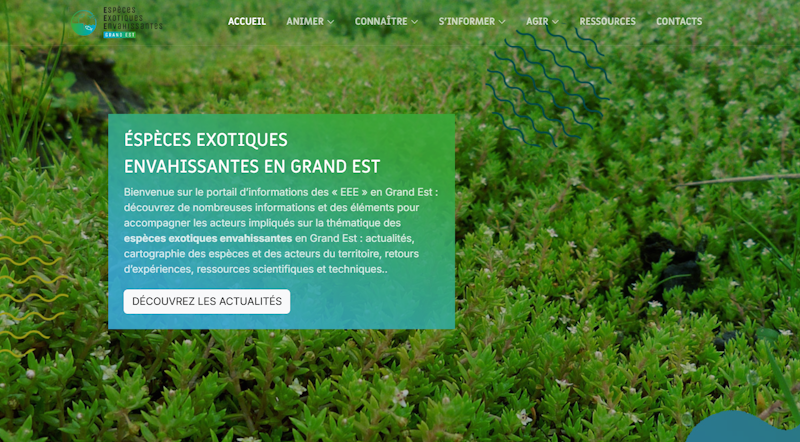 Espèces
Exotiques
Envahissantes
GRAND EST
ACCUEIL ANIMER CONNAÎTRE S'INFORMER AGIR RESSOURCES CONTACTS
ÉSPÈCES EXOTIQUES
ENVAHISSANTES EN GRAND EST
Bienvenue sur le portail d'informations des « EEE » en Grand Est :
découvrez de nombreuses informations et des éléments pour
accompagner les acteurs impliqués sur la thématique des
espèces exotiques envahissantes en Grand Est : actualités,
cartographie des espèces et des acteurs du territoire, retours
d'expériences, ressources scientifiques et techniques..
DÉCOUVREZ LES ACTUALITÉS